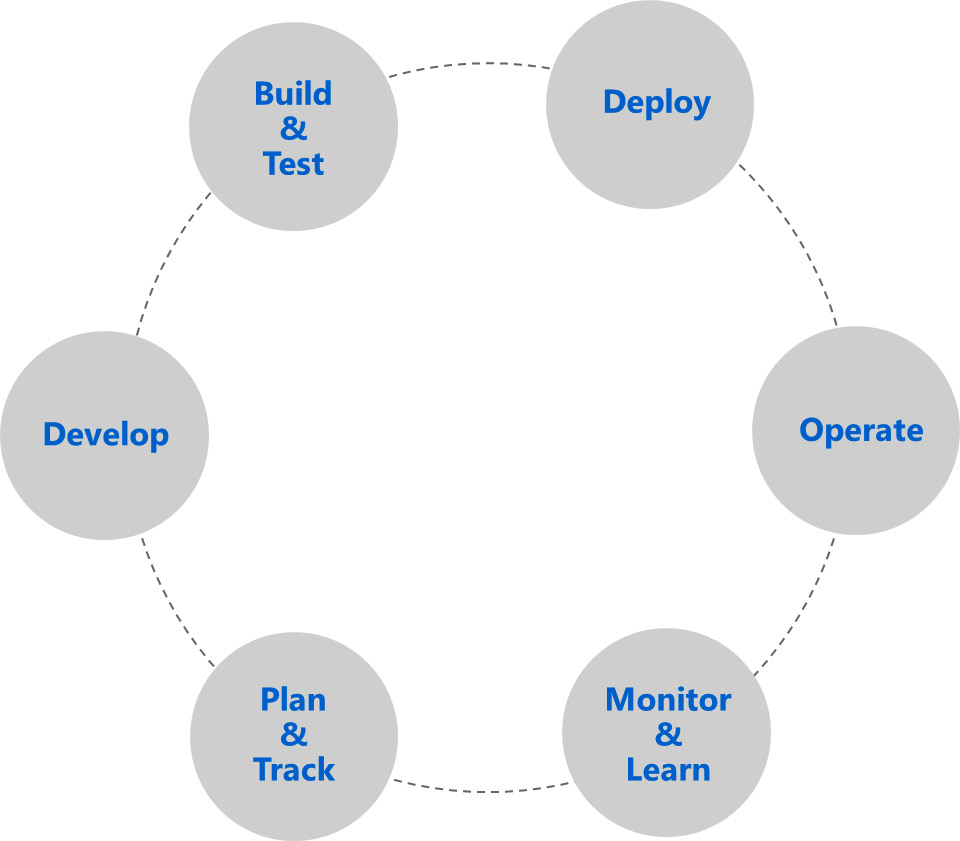 Build
&
Test
Deploy
Develop
Operate
Plan
&
Track
Monitor
&
Learn